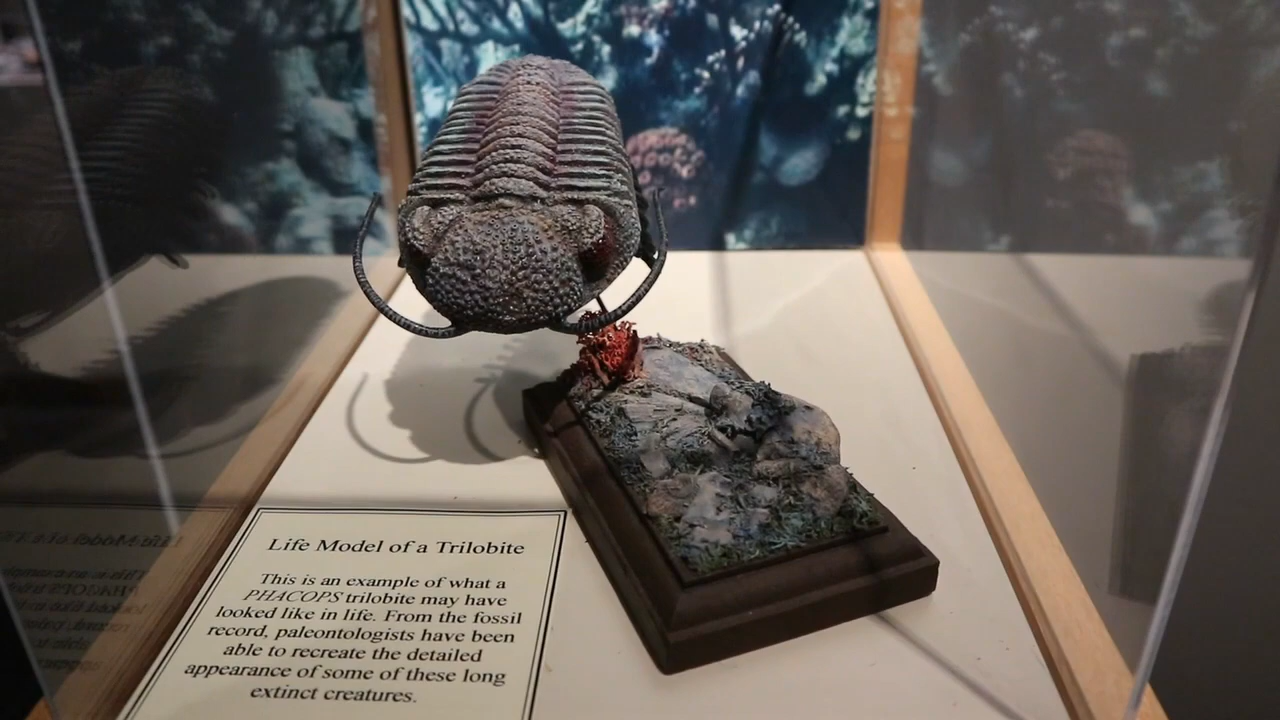 Life Model of a Trilobite
This is an example of what a
PHACOPS trilobite may have
looked like in life. From the fossil
record, paleontologists have been
able to recreate the detailed
appearance of some of these long
extinct creatures.